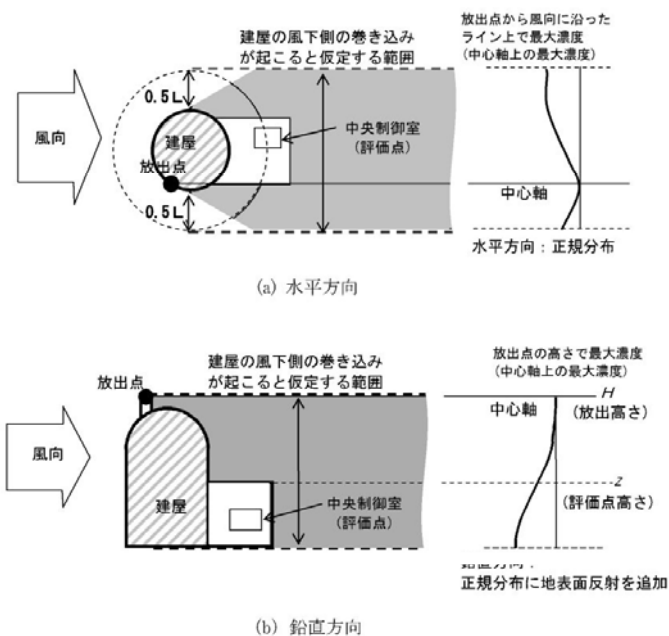 建屋の風下側の巻き込み
が起こると仮定する範囲
放出点から風向に沿った
ライン上で最大濃度
(中心軸上の最大濃度)
0.5L
風向
建屋
中央制御室
(評価点)
放出点
中心軸
0.5L
水平方向：正規分布
(a) 水平方向
建屋の風下側の巻き込み
が起こると仮定する範囲
放出点の高さで最大濃度
(中心軸上の最大濃度)
放出点
H
中心軸
(放出高さ)
風向
z
建屋
中央制御室
(評価点)
(評価点高さ)
正規分布に地表面反射を追加
(b) 鉛直方向